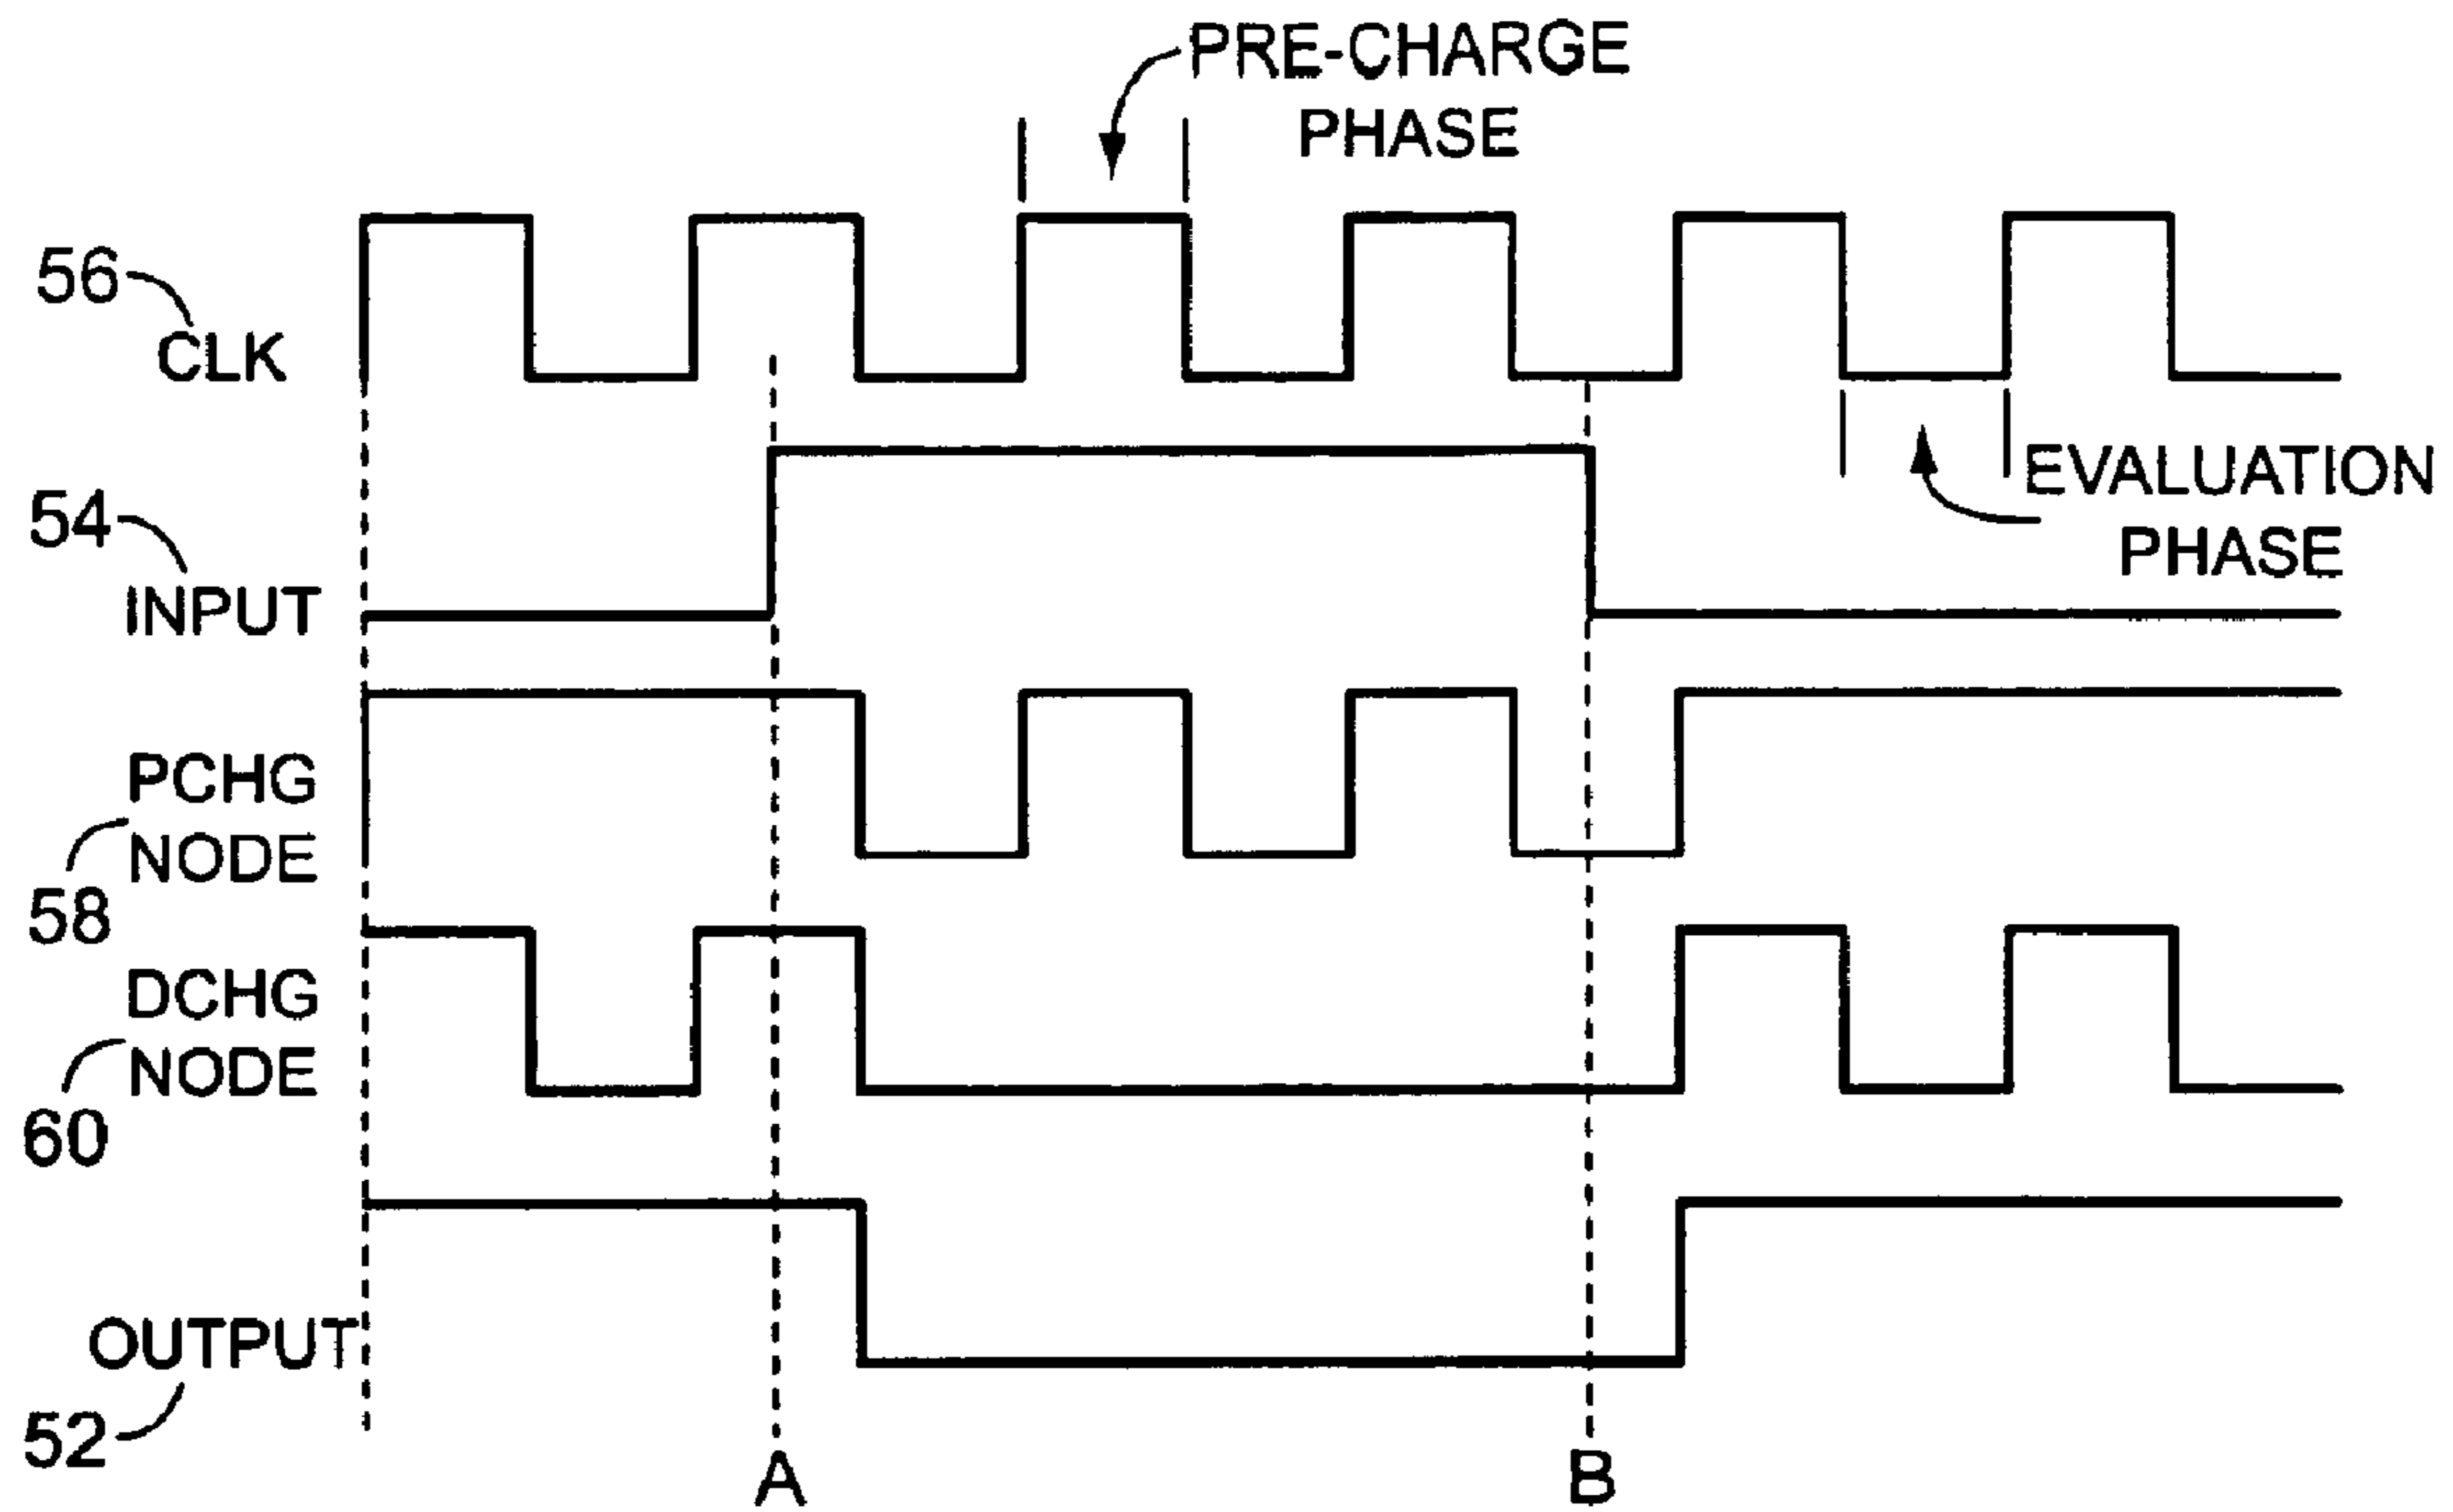 PRE-CHARGE
PHASE
56
CLK
54
INPUT
EVALUATION
PHASE
PCHG
NODE
58
DCHG
NODE
60
OUTPUT
52
A
B